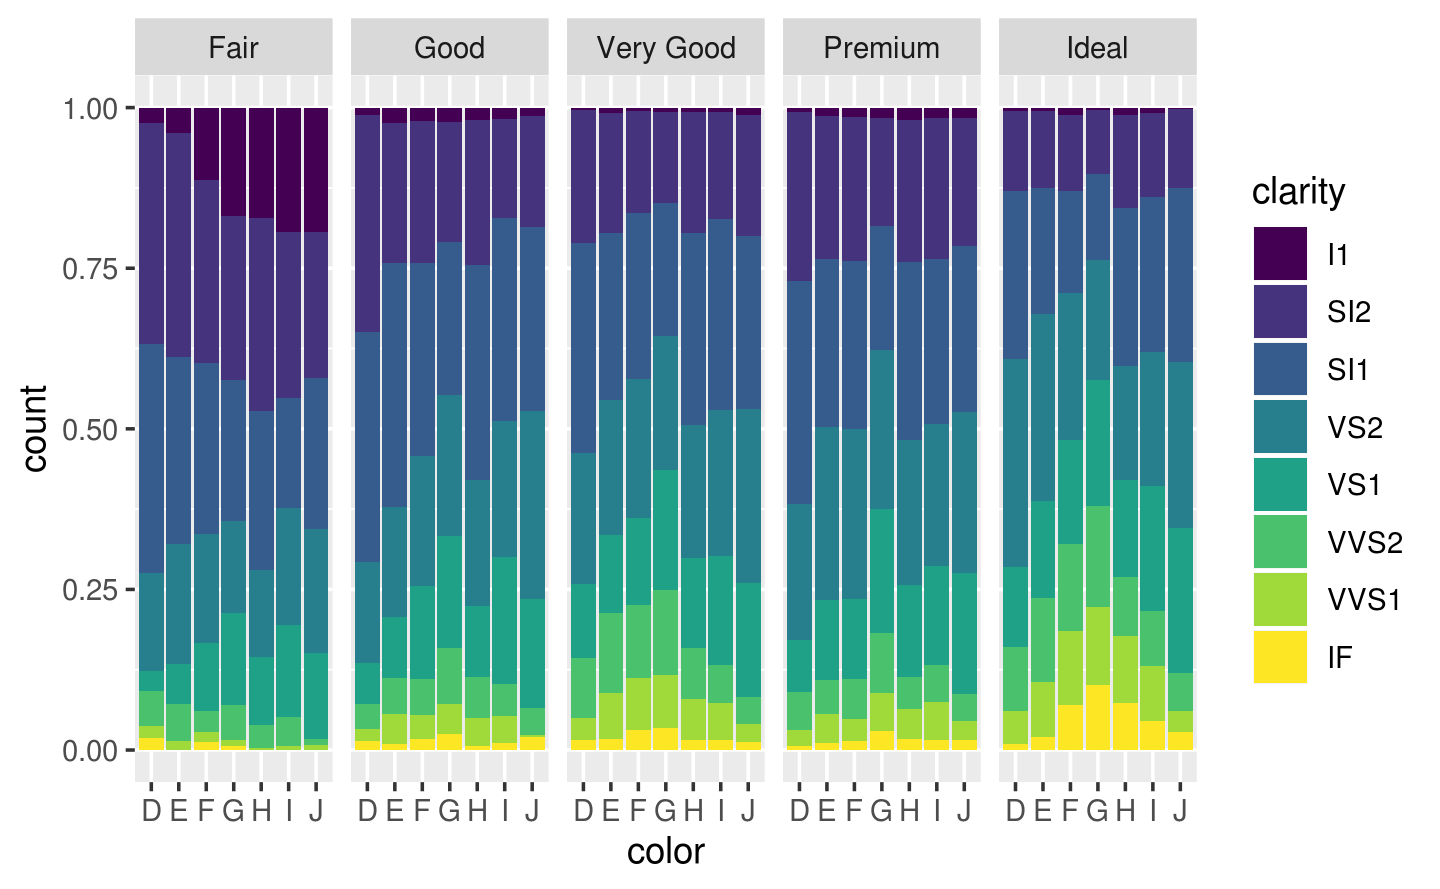 Fair Good Very Good Premium Ideal
1.00
0.75
0.50
0.25
0.00
count
D E F G H I J D E F G H I J D E F G H I J D E F G H I J D E F G H I J
color
clarity
I1
SI2
SI1
VS2
VS1
VVS2
VVS1
IF